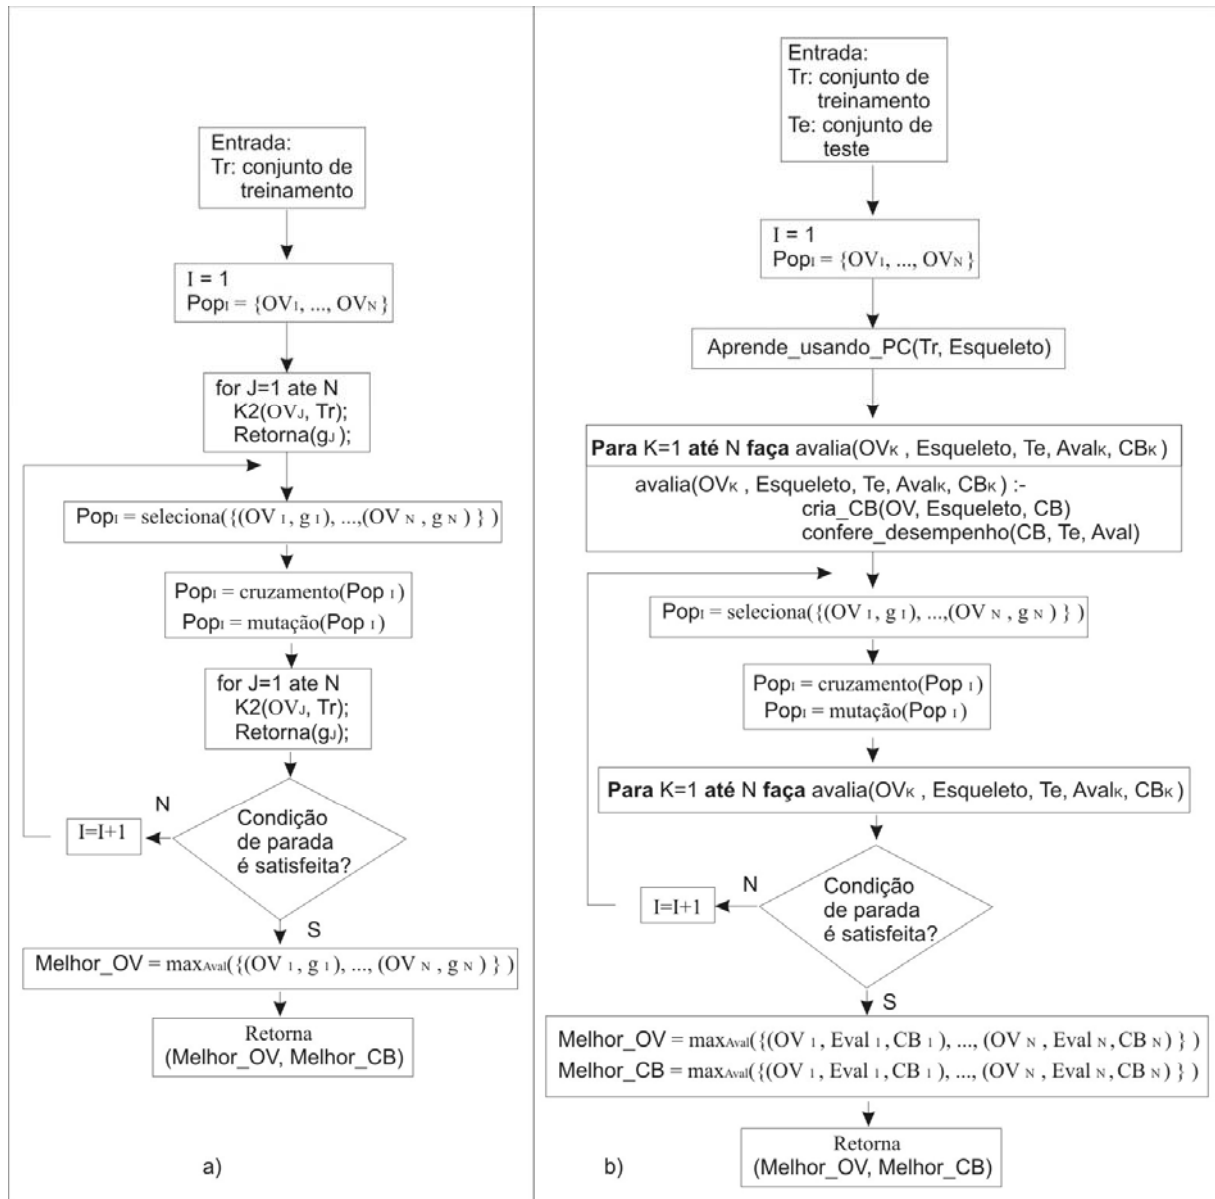 Entrada:
Tr: conjunto de
treinamento
I = 1
PopI = {OV1, ..., OVN}
for J=1 ate N
K2(OVJ, Tr);
Retorna(gJ);
PopI = seleciona({(OV 1, g 1), ...,(OV N, g N) } )
PopI = cruzamento(Pop I)
PopI = mutação(Pop I)
for J=1 ate N
K2(OVJ, Tr);
Retorna(gJ);
N
Condição
de parada
é satisfeita?
I=I+1
S
Melhor_OV = maxAval({(OV 1, g 1), ..., (OV N, g N) } )
Retorna
(Melhor_OV, Melhor_CB)
a)
Entrada:
Tr: conjunto de
treinamento
Te: conjunto de
teste
I = 1
PopI = {OV1, ..., OVN}
Aprende_usando_PC(Tr, Esqueleto)
Para K=1 até N faça avalia(OVK , Esqueleto, Te, AvalK, CBK )
avalia(OVK , Esqueleto, Te, AvalK, CBK ) :-
cria_CB(OV, Esqueleto, CB)
confere_desempenho(CB, Te, Aval)
PopI = seleciona({(OV 1, g 1), ...,(OV N, g N) } )
PopI = cruzamento(Pop I)
PopI = mutação(Pop I)
Para K=1 até N faça avalia(OVK , Esqueleto, Te, AvalK, CBK )
N
Condição
de parada
é satisfeita?
I=I+1
S
Melhor_OV = maxAval({(OV 1, Eval 1, CB 1), ..., (OV N, Eval N, CB N) } )
Melhor_CB = maxAval({(OV 1, Eval 1, CB 1), ..., (OV N, Eval N, CB N) } )
Retorna
(Melhor_OV, Melhor_CB)
b)